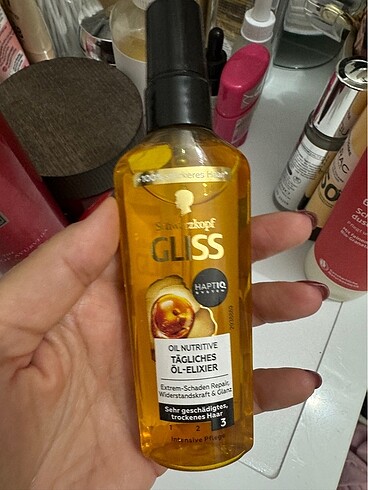 Schwarzkopf
GLISS
HAPTIQ
SYSTEM
OIL NUTRITIVE
TÄGLICHES
ÖL-ELIXIER
Extrem-Schaden Repair,
Widerstandskraft & Glanz
Sehr geschädigtes,
trockenes Haar
1 2 3
Intensive Pflege